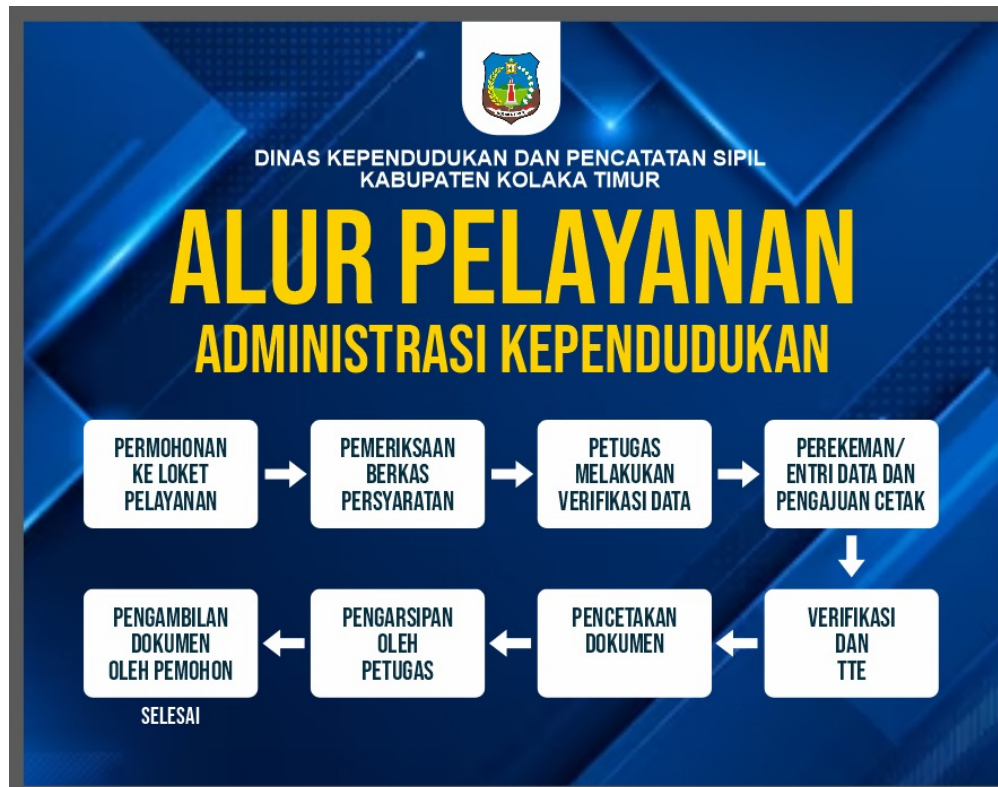 DINAS KEPENDUDUKAN DAN PENCATATAN SIPIL
KABUPATEN KOLAKA TIMUR
ALUR PELAYANAN
ADMINISTRASI KEPENDUDUKAN
PERMOHONAN
KE LOKET
PELAYANAN
PEMERIKSAAN
BERKAS
PERSYARATAN
PETUGAS
MELAKUKAN
VERIFIKASI DATA
PEREKEMAN/
ENTRI DATA DAN
PENGAJUAN CETAK
VERIFIKASI
DAN
TTE
PENCETAKAN
DOKUMEN
PENGARSIPAN
OLEH
PETUGAS
PENGAMBILAN
DOKUMEN
OLEH PEMOHON
SELESAI